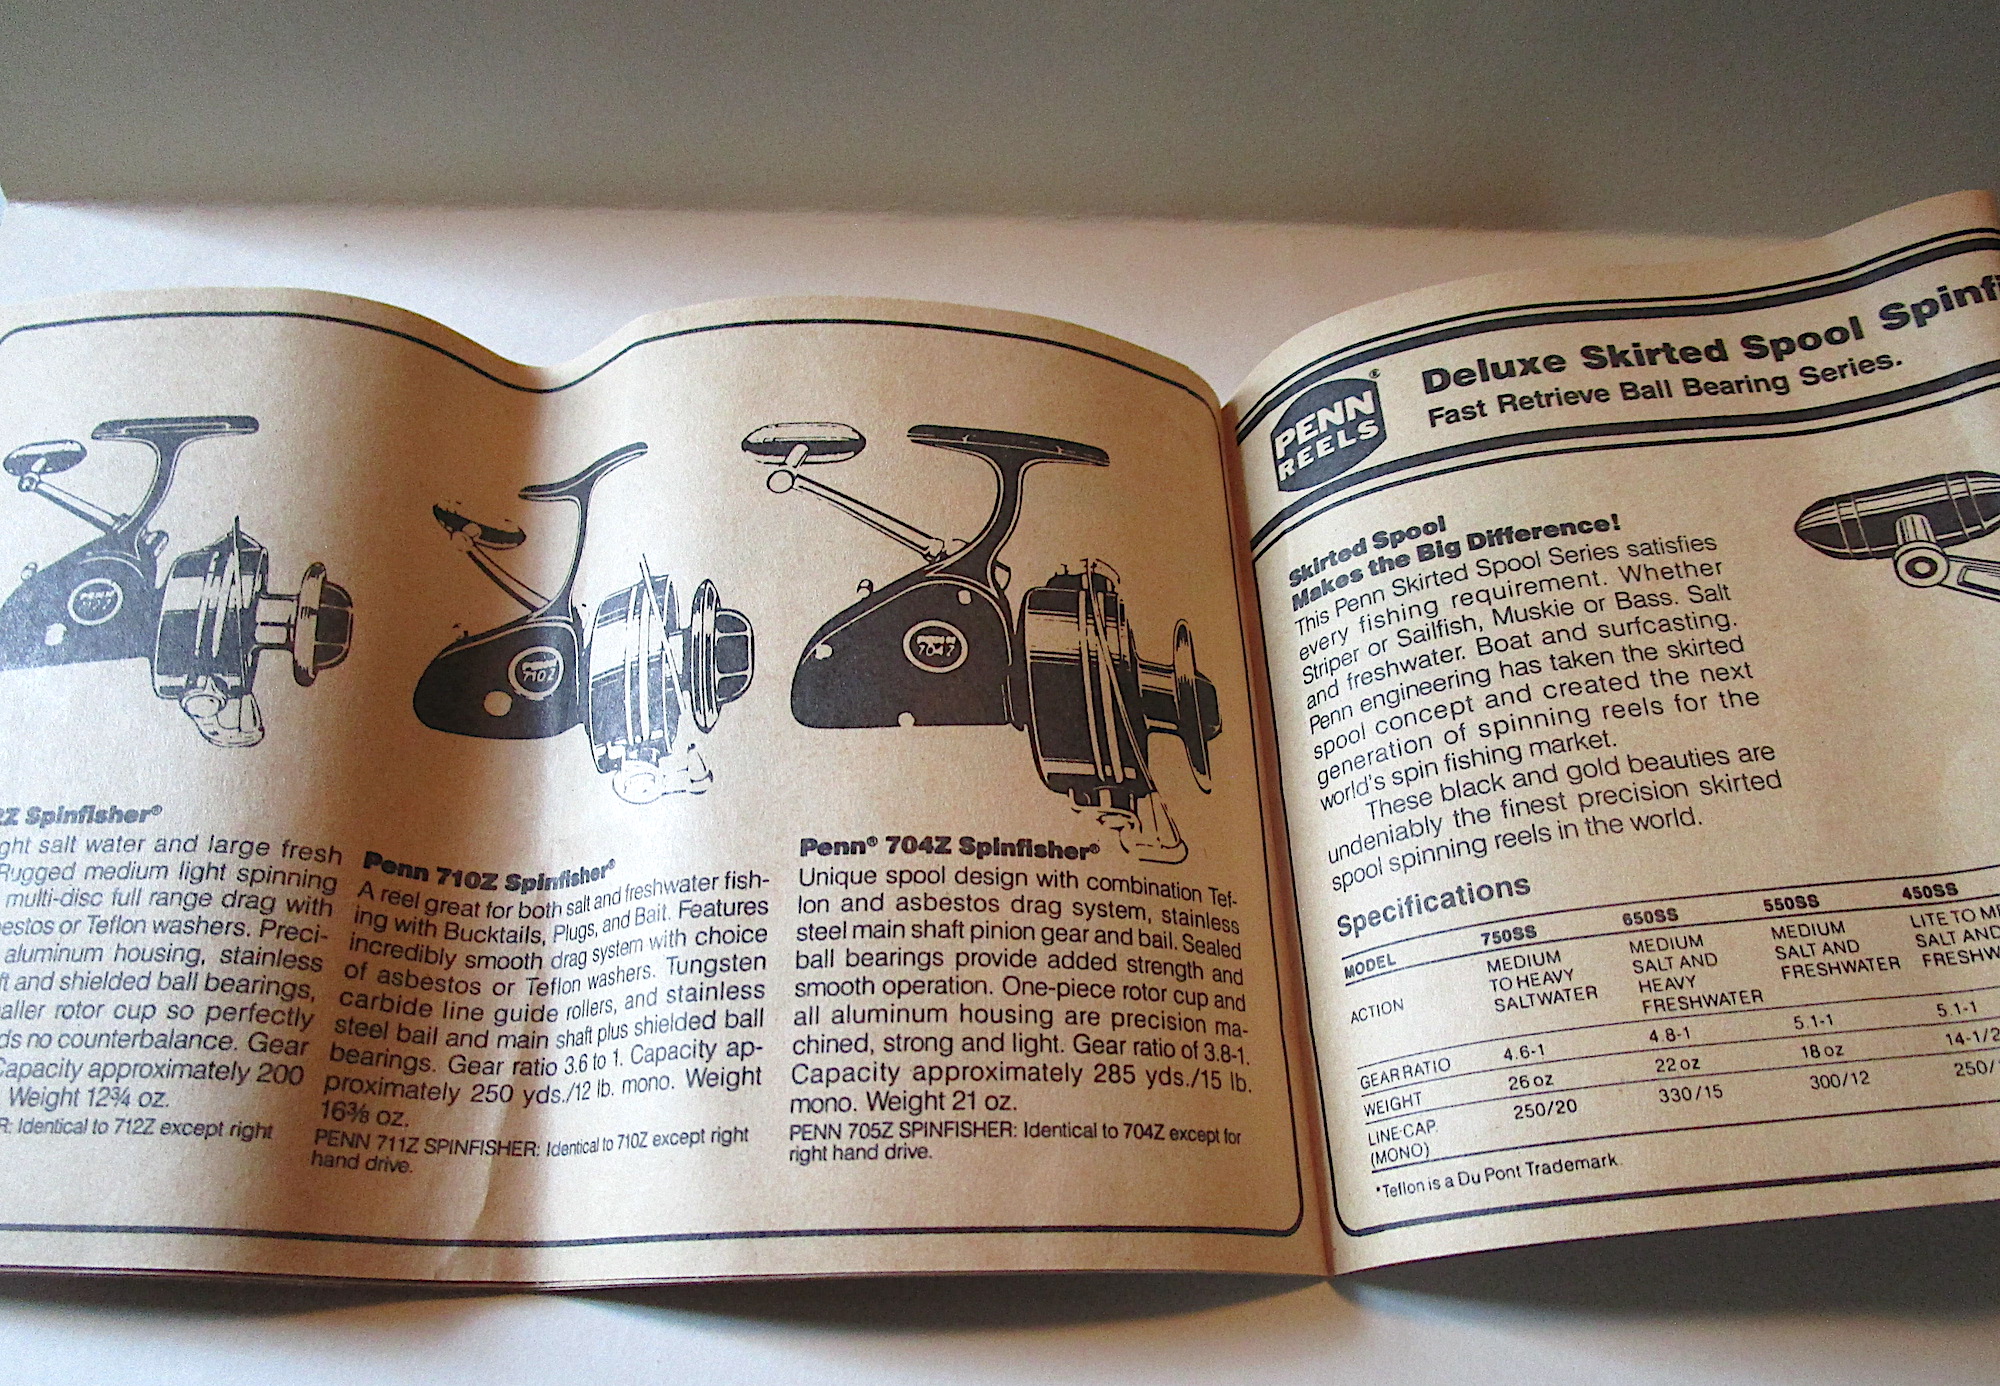 PENN
710Z
PENN
704Z
2Z Spinfisher®
ght salt water and large fresh
Rugged medium light spinning
multi-disc full range drag with
estos or Teflon washers. Preci-
aluminum housing, stainless
ft and shielded ball bearings,
aller rotor cup so perfectly
ds no counterbalance. Gear
Capacity approximately 200
Weight 12¾ oz.
R: Identical to 712Z except right
Penn 710Z Spinfisher®
A reel great for both salt and freshwater fish-
ing with Bucktails, Plugs, and Bait. Features
incredibly smooth drag system with choice
of asbestos or Teflon washers. Tungsten
carbide line guide rollers, and stainless
steel bail and main shaft plus shielded ball
bearings. Gear ratio 3.6 to 1. Capacity ap-
proximately 250 yds./12 lb. mono. Weight
16⅜ oz.
PENN 711Z SPINFISHER: Identical to 710Z except right
hand drive.
Penn® 704Z Spinfisher®
Unique spool design with combination Tef-
lon and asbestos drag system, stainless
steel main shaft pinion gear and bail. Sealed
ball bearings provide added strength and
smooth operation. One-piece rotor cup and
all aluminum housing are precision ma-
chined, strong and light. Gear ratio of 3.8-1.
Capacity approximately 285 yds./15 lb.
mono. Weight 21 oz.
PENN 705Z SPINFISHER: Identical to 704Z except for
right hand drive.
PENN ®
REELS
Deluxe Skirted Spool Spinfi
Fast Retrieve Ball Bearing Series.
Skirted Spool
Makes the Big Difference!
This Penn Skirted Spool Series satisfies
every fishing requirement. Whether
Striper or Sailfish, Muskie or Bass. Salt
and freshwater. Boat and surfcasting.
Penn engineering has taken the skirted
spool concept and created the next
generation of spinning reels for the
world's spin fishing market.
These black and gold beauties are
undeniably the finest precision skirted
spool spinning reels in the world.
Specifications
MODEL 750SS 650SS 550SS 450SS
ACTION MEDIUM TO HEAVY SALTWATER MEDIUM SALT AND HEAVY FRESHWATER MEDIUM SALT AND FRESHWATER LITE TO ME SALT AND FRESHW
GEAR RATIO 4.6-1 4.8-1 5.1-1 5.1-1
WEIGHT 26 oz 22 oz 18 oz 14-1/2
LINE CAP. (MONO) 250/20 330/15 300/12 250/
*Teflon is a Du Pont Trademark.